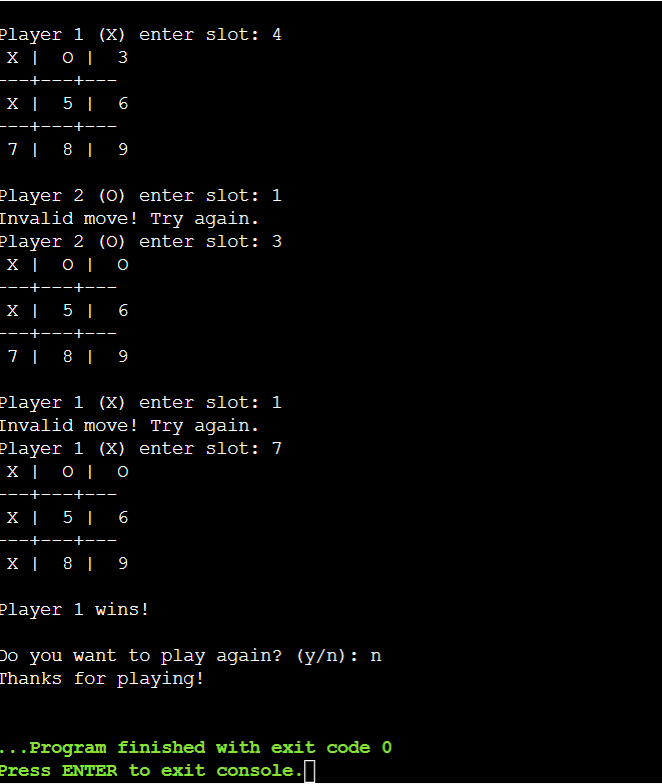 Player 1 (X) enter slot: 4
 X |  O |  3
---+---+---
 X |  5 |  6
---+---+---
 7 |  8 |  9

Player 2 (O) enter slot: 1
Invalid move! Try again.
Player 2 (O) enter slot: 3
 X |  O |  O
---+---+---
 X |  5 |  6
---+---+---
 7 |  8 |  9

Player 1 (X) enter slot: 1
Invalid move! Try again.
Player 1 (X) enter slot: 7
 X |  O |  O
---+---+---
 X |  5 |  6
---+---+---
 X |  8 |  9

Player 1 wins!

Do you want to play again? (y/n): n
Thanks for playing!

...Program finished with exit code 0
Press ENTER to exit console.